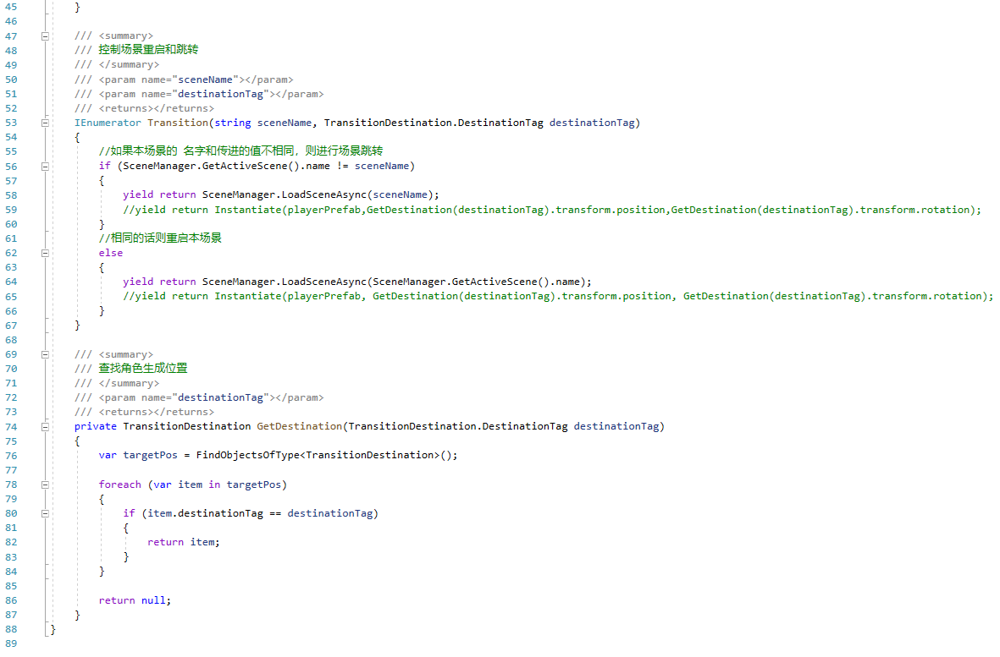 45 }
46
47 /// <summary>
48 /// 控制场景重启和跳转
49 /// </summary>
50 /// <param name="sceneName"></param>
51 /// <param name="destinationTag"></param>
52 /// <returns></returns>
53 IEnumerator Transition(string sceneName, TransitionDestination.DestinationTag destinationTag)
54 {
55 //如果本场景的 名字和传进的值不相同，则进行场景跳转
56 if (SceneManager.GetActiveScene().name != sceneName)
57 {
58 yield return SceneManager.LoadSceneAsync(sceneName);
59 //yield return Instantiate(playerPrefab,GetDestination(destinationTag).transform.position,GetDestination(destinationTag).transform.rotation);
60 }
61 //相同的话则重启本场景
62 else
63 {
64 yield return SceneManager.LoadSceneAsync(SceneManager.GetActiveScene().name);
65 //yield return Instantiate(playerPrefab, GetDestination(destinationTag).transform.position, GetDestination(destinationTag).transform.rotation);
66 }
67 }
68
69 /// <summary>
70 /// 查找角色生成位置
71 /// </summary>
72 /// <param name="destinationTag"></param>
73 /// <returns></returns>
74 private TransitionDestination GetDestination(TransitionDestination.DestinationTag destinationTag)
75 {
76 var targetPos = FindObjectsOfType<TransitionDestination>();
77
78 foreach (var item in targetPos)
79 {
80 if (item.destinationTag == destinationTag)
81 {
82 return item;
83 }
84 }
85
86 return null;
87 }
88 }
89